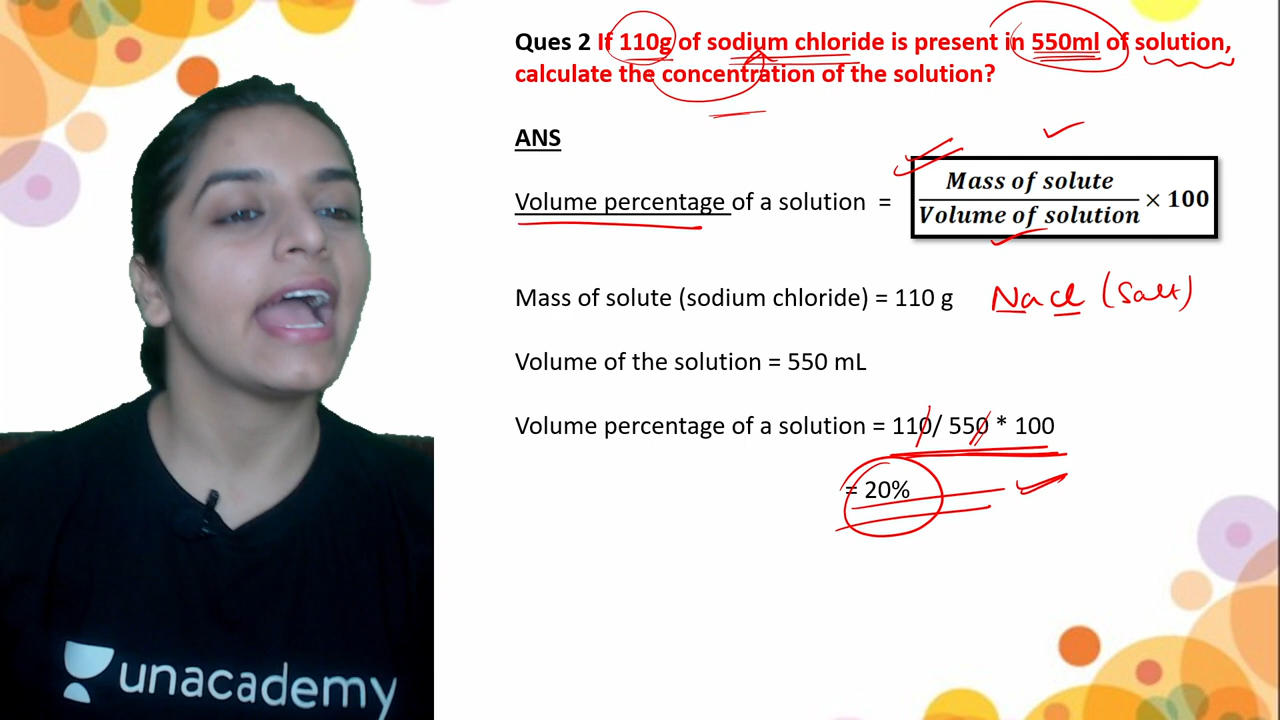 Ques 2 If 110g of sodium chloride is present in 550ml of solution,
calculate the concentration of the solution?
ANS
Volume percentage of a solution = Mass of solute / Volume of solution × 100
Mass of solute (sodium chloride) = 110 g NaCl (Salt)
Volume of the solution = 550 mL
Volume percentage of a solution = 110/ 550 * 100
= 20%
unacademy